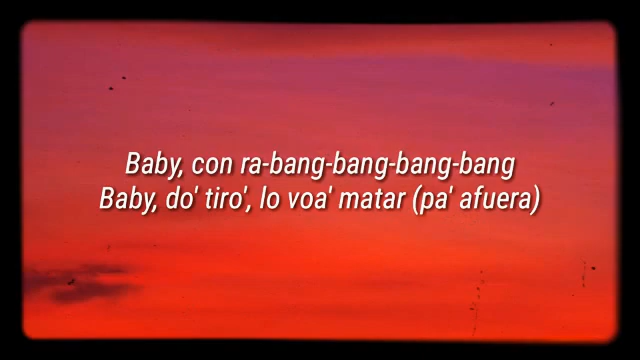 Baby, con ra-bang-bang-bang-bang
Baby, do' tiro', lo voa' matar (pa' afuera)